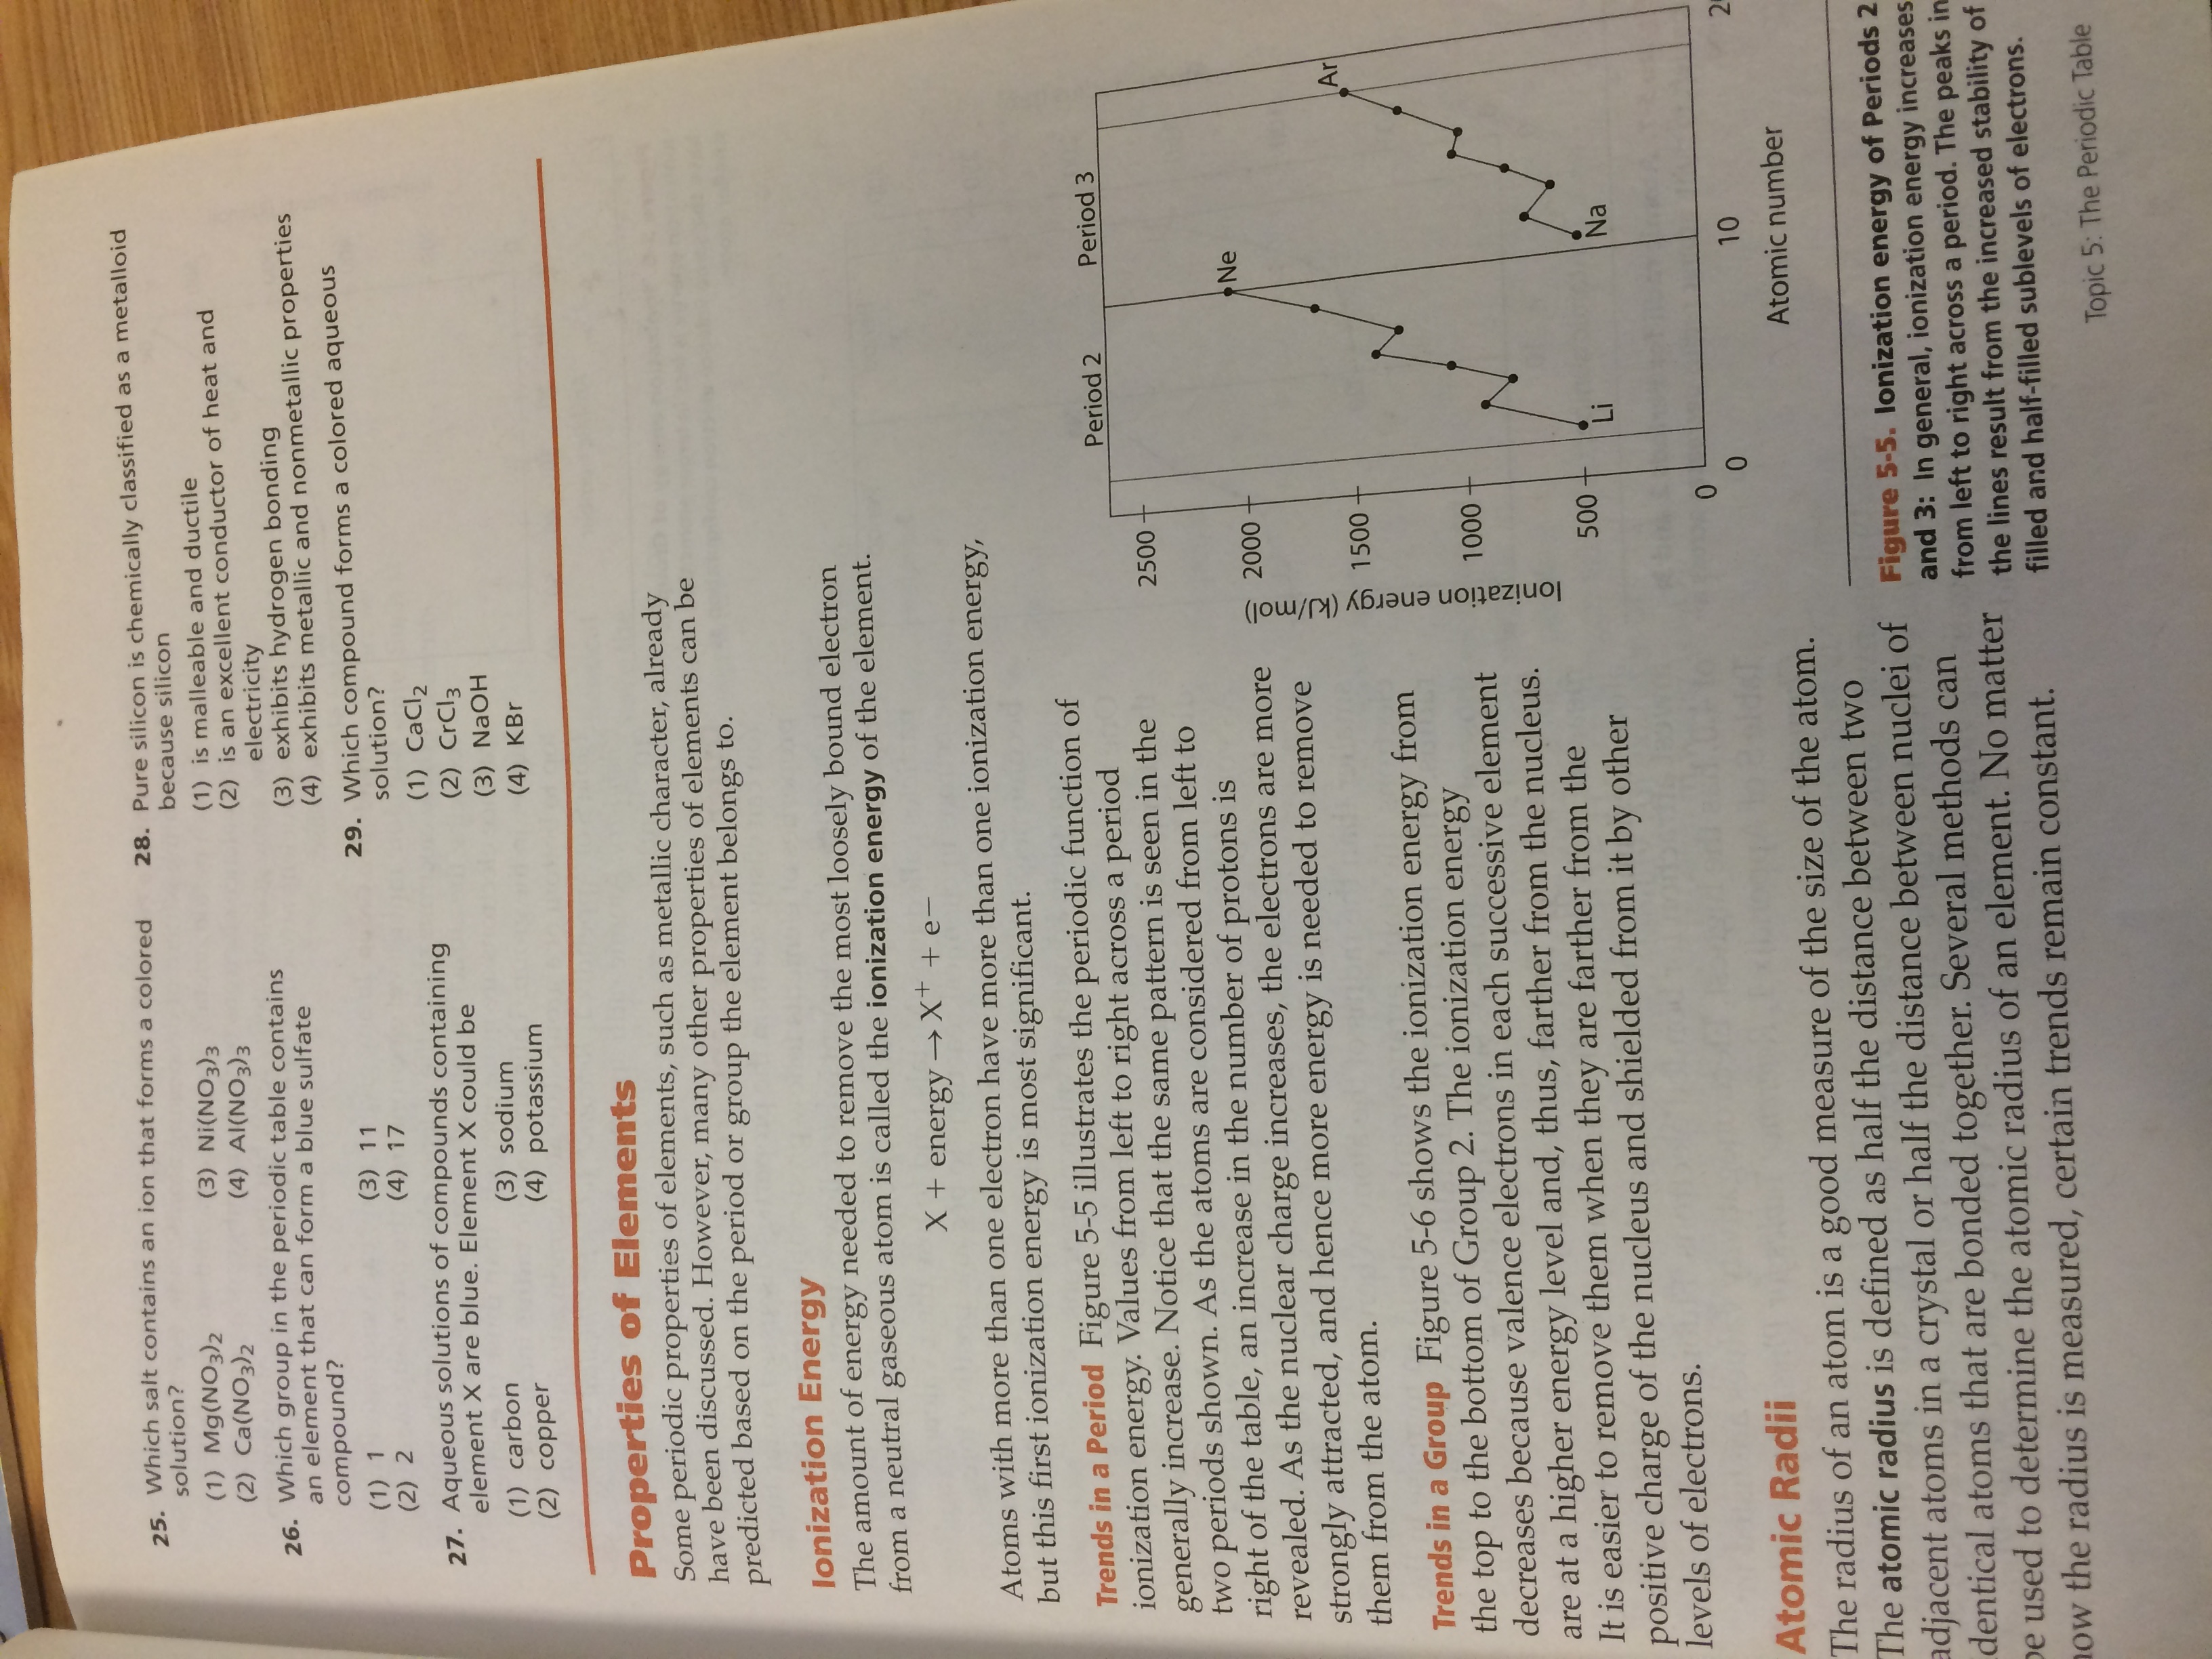 25. Which salt contains an ion that forms a colored
solution?
(1) Mg(NO3)2
(3) Ni(NO3)3
(2) Ca(NO3)2
(4) Al(NO3)3
26. Which group in the periodic table contains
an element that can form a blue sulfate
compound?
(1) 1
(3) 11
(2) 2
(4) 17
27. Aqueous solutions of compounds containing
element X are blue. Element X could be
(1) carbon
(3) sodium
(2) copper
(4) potassium
28. Pure silicon is chemically classified as a metalloid
because silicon
(1) is malleable and ductile
(2) is an excellent conductor of heat and
electricity
(3) exhibits hydrogen bonding
(4) exhibits metallic and nonmetallic properties
29. Which compound forms a colored aqueous
solution?
(1) CaCl2
(2) CrCl3
(3) NaOH
(4) KBr
Properties of Elements
Some periodic properties of elements, such as metallic character, already
have been discussed. However, many other properties of elements can be
predicted based on the period or group the element belongs to.
Ionization Energy
The amount of energy needed to remove the most loosely bound electron
from a neutral gaseous atom is called the ionization energy of the element.
X + energy → X+ + e−
Atoms with more than one electron have more than one ionization energy,
but this first ionization energy is most significant.
Trends in a Period Figure 5-5 illustrates the periodic function of
ionization energy. Values from left to right across a period
generally increase. Notice that the same pattern is seen in the
two periods shown. As the atoms are considered from left to
right of the table, an increase in the number of protons is
revealed. As the nuclear charge increases, the electrons are more
strongly attracted, and hence more energy is needed to remove
them from the atom.
Trends in a Group Figure 5-6 shows the ionization energy from
the top to the bottom of Group 2. The ionization energy
decreases because valence electrons in each successive element
are at a higher energy level and, thus, farther from the nucleus.
It is easier to remove them when they are farther from the
positive charge of the nucleus and shielded from it by other
levels of electrons.
Atomic Radii
The radius of an atom is a good measure of the size of the atom.
The atomic radius is defined as half the distance between two
adjacent atoms in a crystal or half the distance between nuclei of
dentical atoms that are bonded together. Several methods can
be used to determine the atomic radius of an element. No matter
how the radius is measured, certain trends remain constant.
Period 2
Period 3
2500
2000
1500
1000
500
0
Ionization energy (kJ/mol)
Ne
Ar
Li
Na
0
10
Atomic number
Figure 5-5. Ionization energy of Periods 2
and 3: In general, ionization energy increases
from left to right across a period. The peaks in
the lines result from the increased stability of
filled and half-filled sublevels of electrons.
Topic 5: The Periodic Table